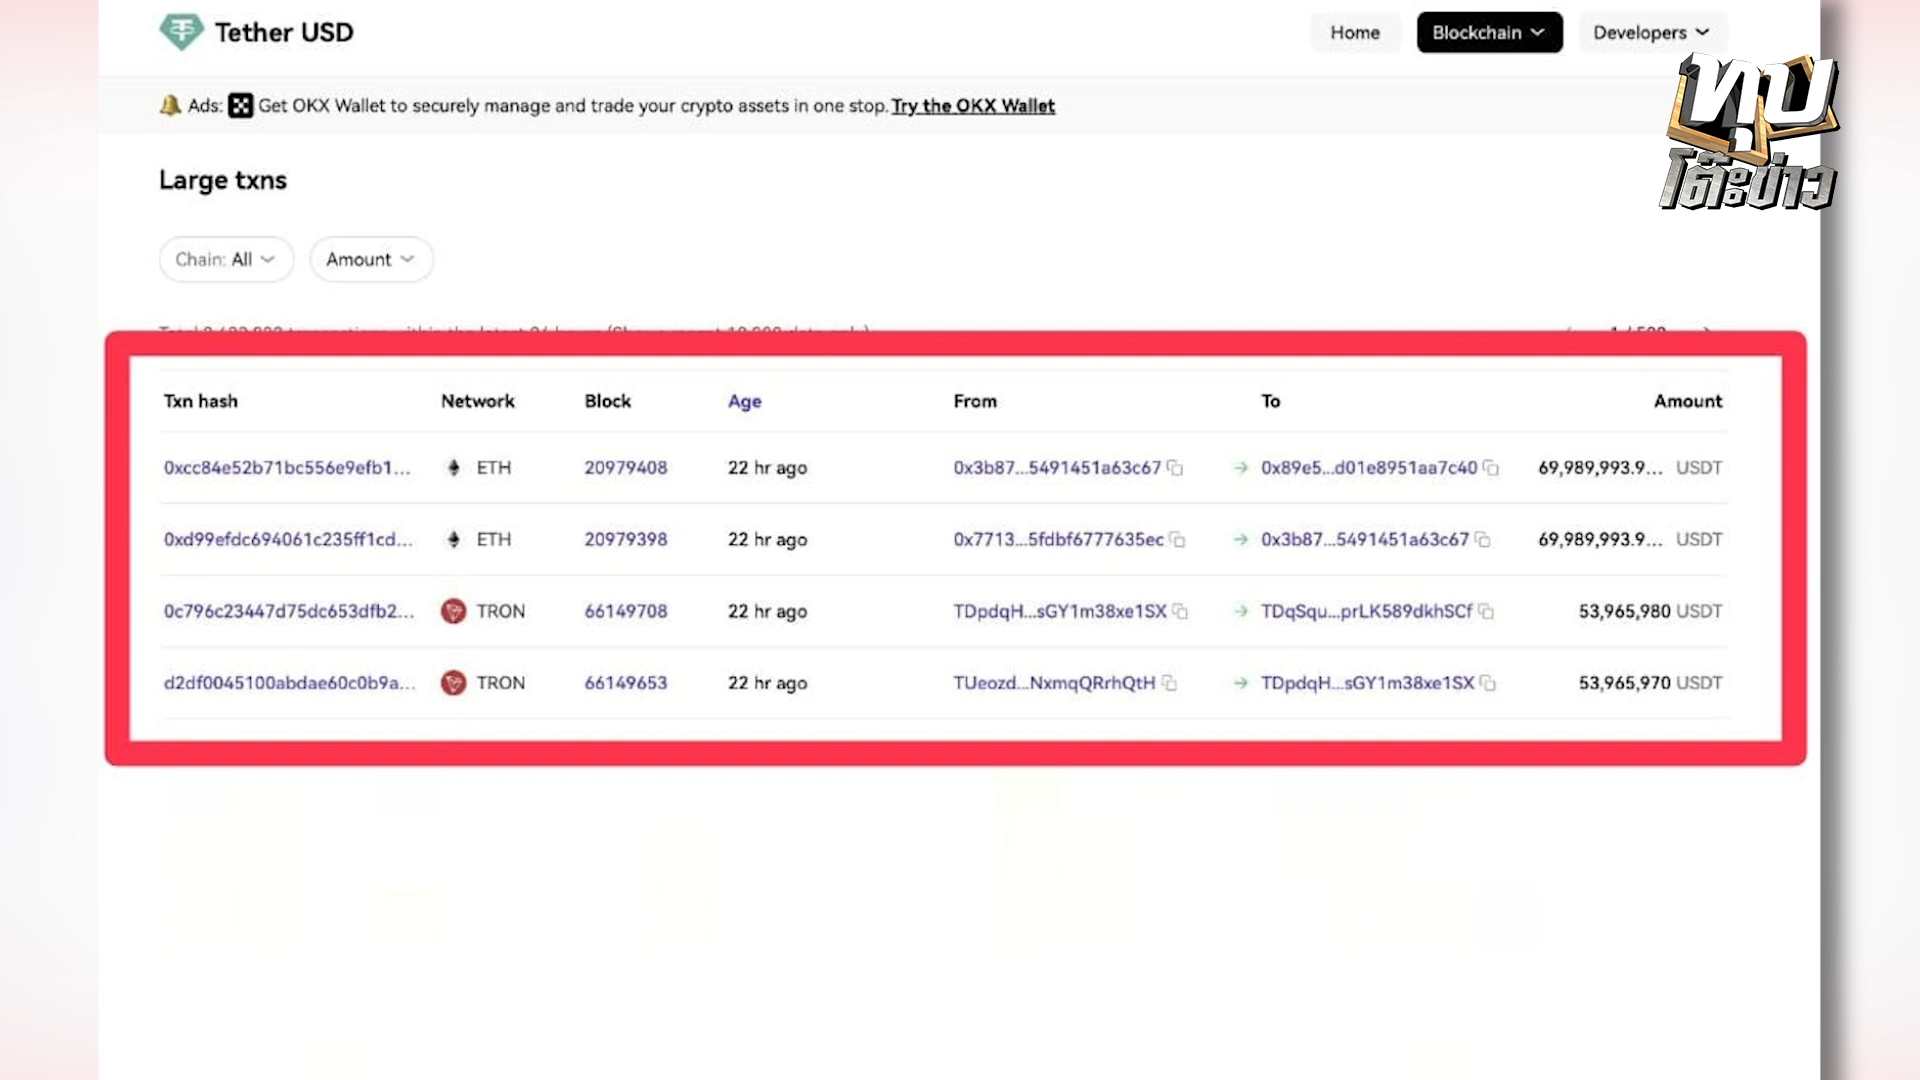 Tether USD
Home
Blockchain
Developers
ทุบ
โต๊ะข่าว
Ads: Get OKX Wallet to securely manage and trade your crypto assets in one stop. Try the OKX Wallet
Large txns
Chain: All
Amount
Txn hash Network Block Age From To Amount
0xcc84e52b71bc556e9efb1... ETH 20979408 22 hr ago 0x3b87...5491451a63c67 0x89e5...d01e8951aa7c40 69,989,993.9... USDT
0xd99efdc694061c235ff1cd... ETH 20979398 22 hr ago 0x7713...5fdbf6777635ec 0x3b87...5491451a63c67 69,989,993.9... USDT
0c796c23447d75dc653dfb2... TRON 66149708 22 hr ago TDpdqH...sGY1m38xe1SX TDqSqu...prLK589dkhSCf 53,965,980 USDT
d2df0045100abdae60c0b9a... TRON 66149653 22 hr ago TUeozd...NxmqQRrhQtH TDpdqH...sGY1m38xe1SX 53,965,970 USDT